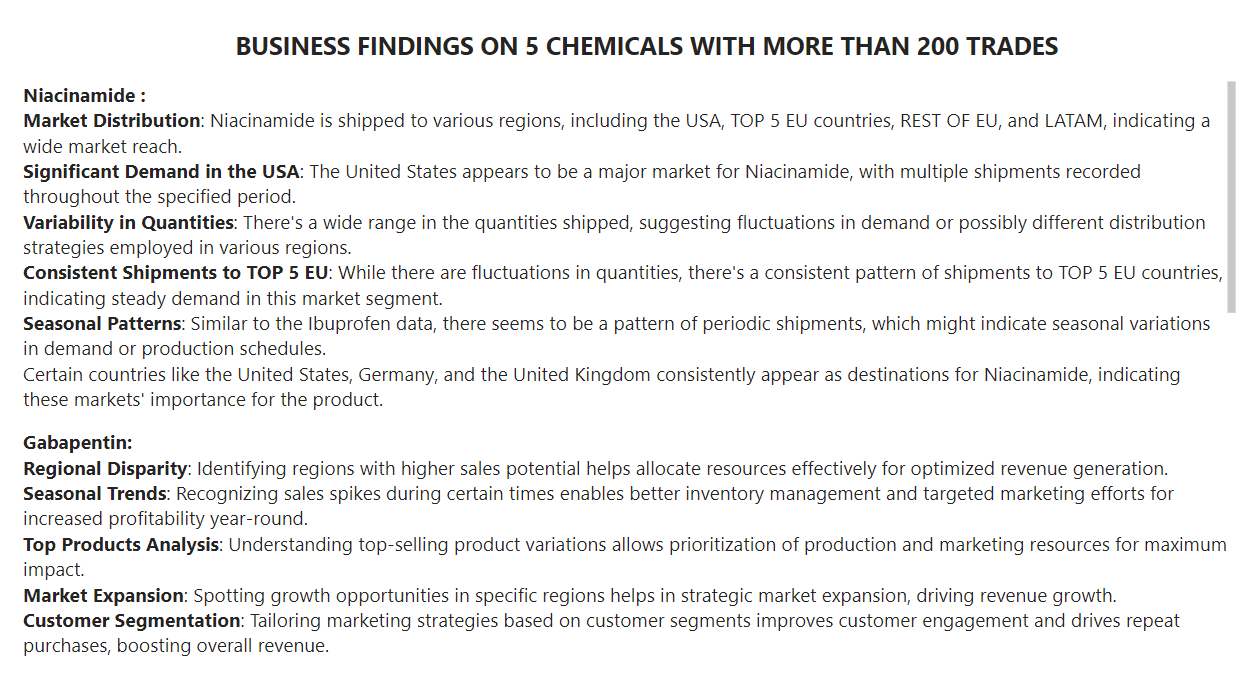 BUSINESS FINDINGS ON 5 CHEMICALS WITH MORE THAN 200 TRADES
Niacinamide :
Market Distribution: Niacinamide is shipped to various regions, including the USA, TOP 5 EU countries, REST OF EU, and LATAM, indicating a
wide market reach.
Significant Demand in the USA: The United States appears to be a major market for Niacinamide, with multiple shipments recorded
throughout the specified period.
Variability in Quantities: There's a wide range in the quantities shipped, suggesting fluctuations in demand or possibly different distribution
strategies employed in various regions.
Consistent Shipments to TOP 5 EU: While there are fluctuations in quantities, there's a consistent pattern of shipments to TOP 5 EU countries,
indicating steady demand in this market segment.
Seasonal Patterns: Similar to the Ibuprofen data, there seems to be a pattern of periodic shipments, which might indicate seasonal variations
in demand or production schedules.
Certain countries like the United States, Germany, and the United Kingdom consistently appear as destinations for Niacinamide, indicating
these markets' importance for the product.
Gabapentin:
Regional Disparity: Identifying regions with higher sales potential helps allocate resources effectively for optimized revenue generation.
Seasonal Trends: Recognizing sales spikes during certain times enables better inventory management and targeted marketing efforts for
increased profitability year-round.
Top Products Analysis: Understanding top-selling product variations allows prioritization of production and marketing resources for maximum
impact.
Market Expansion: Spotting growth opportunities in specific regions helps in strategic market expansion, driving revenue growth.
Customer Segmentation: Tailoring marketing strategies based on customer segments improves customer engagement and drives repeat
purchases, boosting overall revenue.